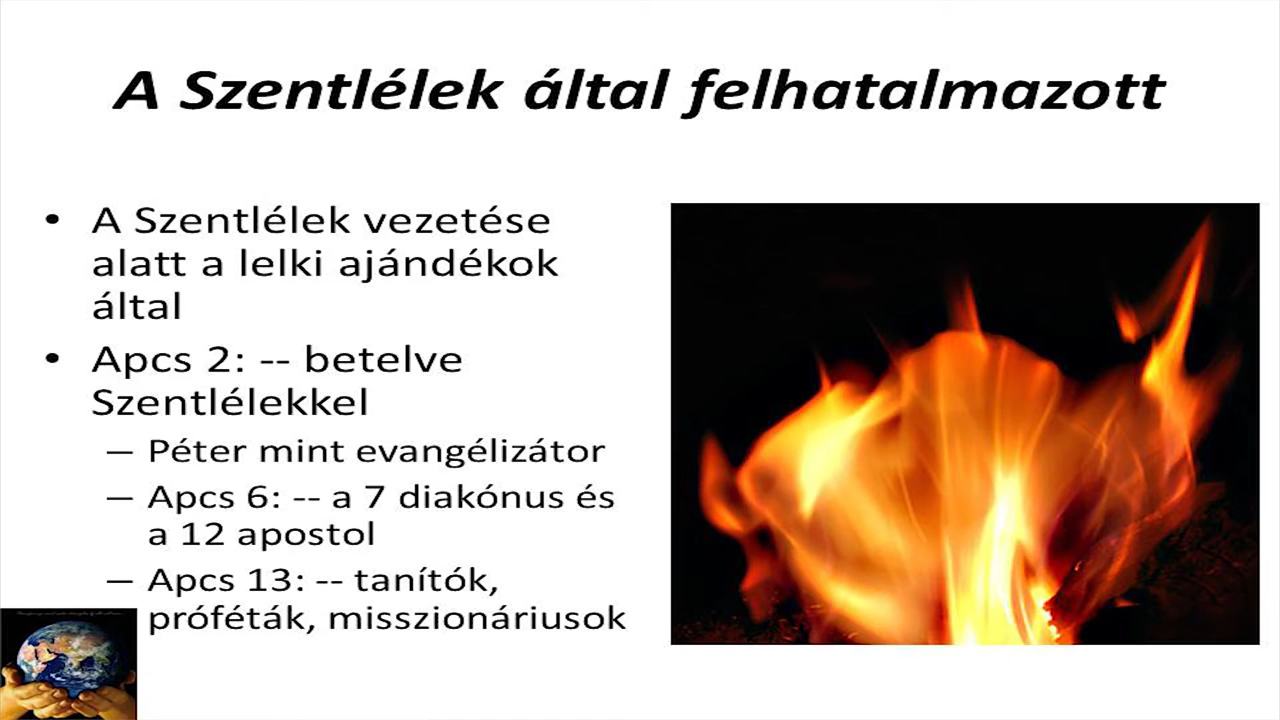 A Szentlélek által felhatalmazott
• A Szentlélek vezetése
alatt a lelki ajándékok
által
• Apcs 2: -- betelve
Szentlélekkel
– Péter mint evangélizátor
– Apcs 6: -- a 7 diakónus és
a 12 apostol
– Apcs 13: -- tanítók,
próféták, misszionáriusok